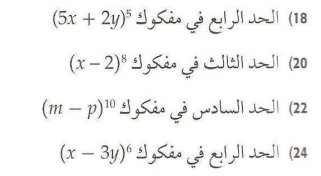 (18 الحد الرابع في مفكوك (5x + 2y)⁵
(20 الحد الثالث في مفكوك (x − 2)⁸
(22 الحد السادس في مفكوك (m − p)¹⁰
(24 الحد الرابع في مفكوك (x − 3y)⁶